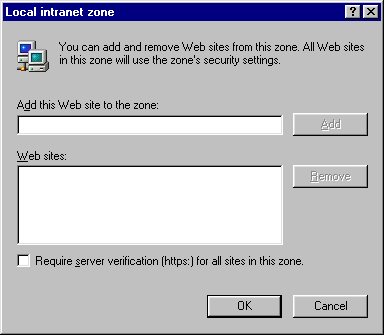 Local intranet zone
You can add and remove Web sites from this zone. All Web sites
in this zone will use the zone's security settings.
Add this Web site to the zone:
Add
Web sites:
Remove
Require server verification (https:) for all sites in this zone.
OK Cancel